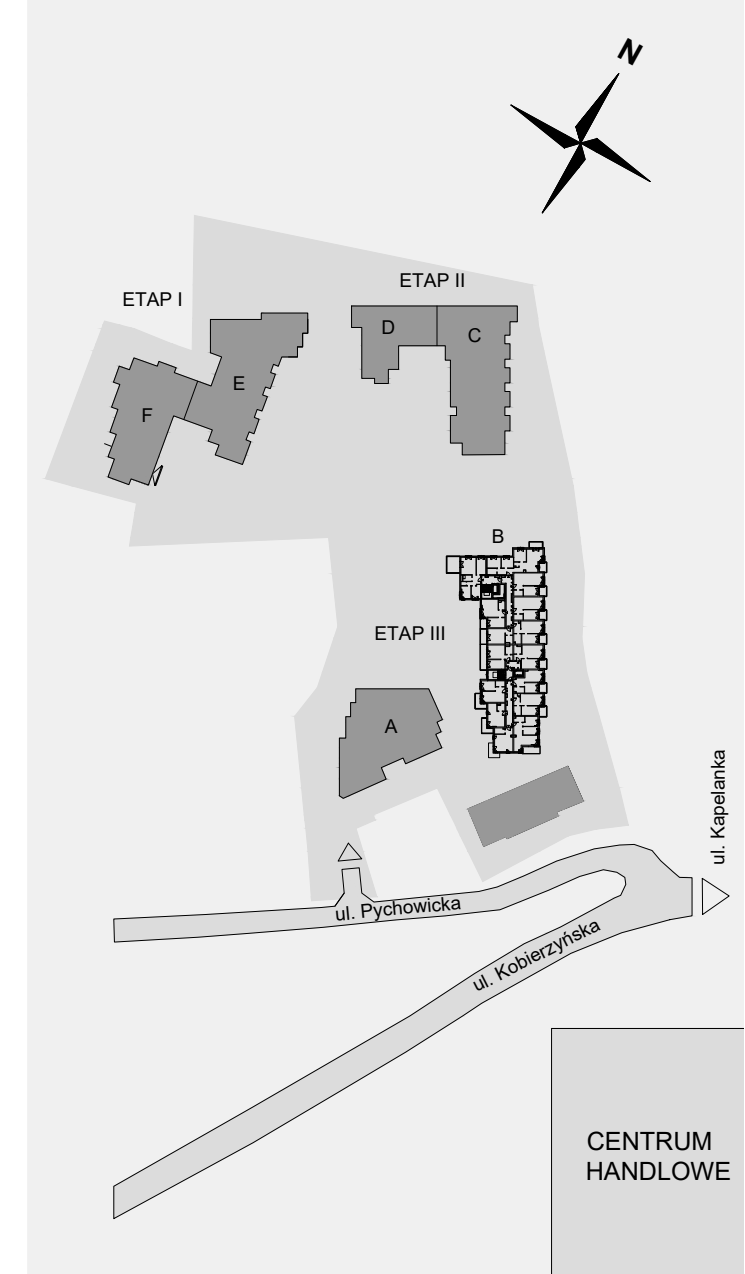 N
ETAP II
ETAP I
D
C
E
F
B
ETAP III
A
ul. Kapelanka
ul. Pychowicka
ul. Kobierzyńska
CENTRUM
HANDLOWE